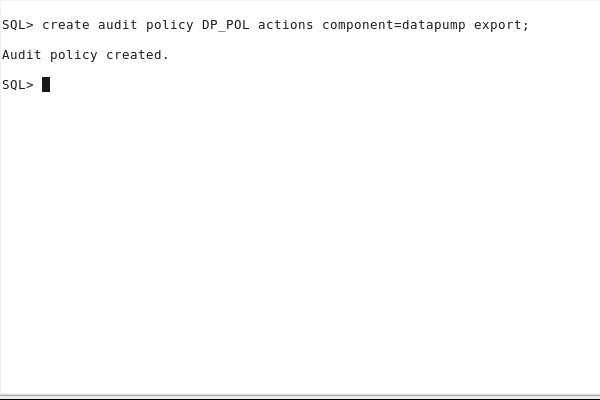 SQL> create audit policy DP_POL actions component=datapump export;
Audit policy created.
SQL>